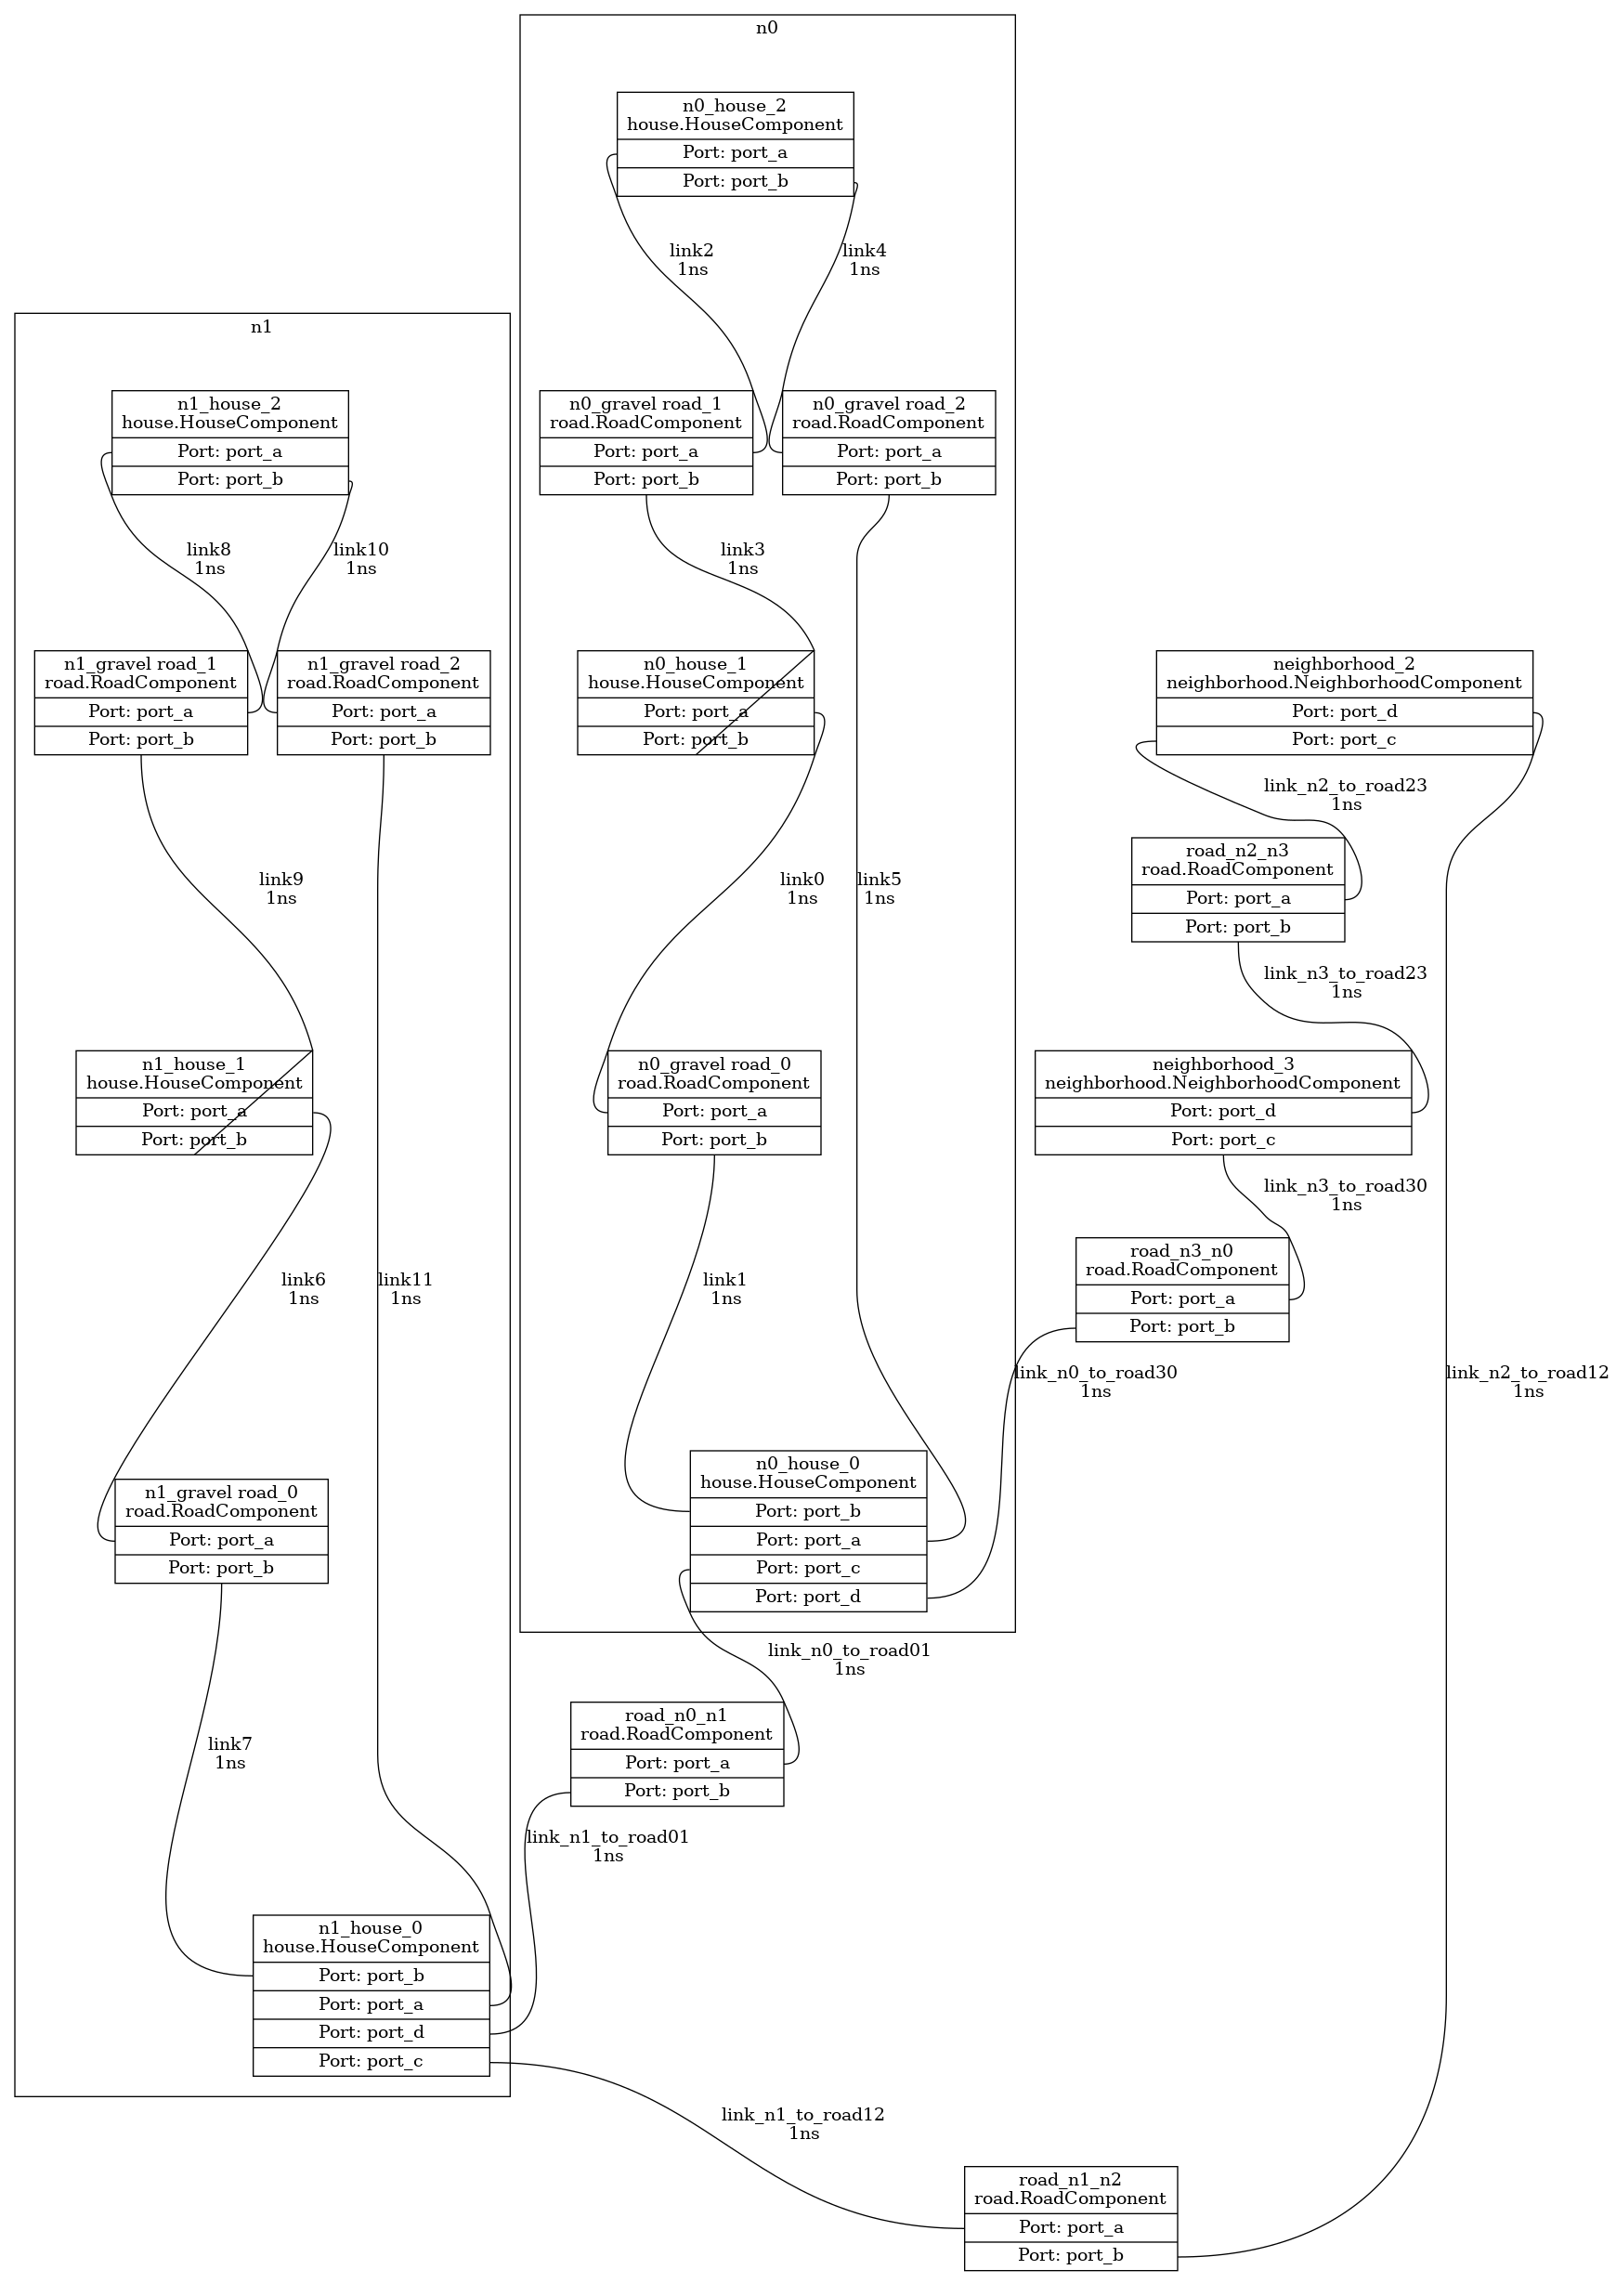 n0
n0_house_2
house.HouseComponent
Port: port_a
Port: port_b
link2
1ns
link4
1ns
n1
n0_gravel road_1
road.RoadComponent
Port: port_a
Port: port_b
n0_gravel road_2
road.RoadComponent
Port: port_a
Port: port_b
n1_house_2
house.HouseComponent
Port: port_a
Port: port_b
link8
1ns
link10
1ns
link3
1ns
n1_gravel road_1
road.RoadComponent
Port: port_a
Port: port_b
n1_gravel road_2
road.RoadComponent
Port: port_a
Port: port_b
n0_house_1
house.HouseComponent
Port: port_a
Port: port_b
neighborhood_2
neighborhood.NeighborhoodComponent
Port: port_d
Port: port_c
link_n2_to_road23
1ns
link9
1ns
link0
1ns
link5
1ns
road_n2_n3
road.RoadComponent
Port: port_a
Port: port_b
link_n3_to_road23
1ns
n1_house_1
house.HouseComponent
Port: port_a
Port: port_b
n0_gravel road_0
road.RoadComponent
Port: port_a
Port: port_b
neighborhood_3
neighborhood.NeighborhoodComponent
Port: port_d
Port: port_c
link_n3_to_road30
1ns
link6
1ns
link11
1ns
link1
1ns
road_n3_n0
road.RoadComponent
Port: port_a
Port: port_b
link_n0_to_road30
1ns
link_n2_to_road12
1ns
n1_gravel road_0
road.RoadComponent
Port: port_a
Port: port_b
n0_house_0
house.HouseComponent
Port: port_b
Port: port_a
Port: port_c
Port: port_d
link_n0_to_road01
1ns
link7
1ns
road_n0_n1
road.RoadComponent
Port: port_a
Port: port_b
link_n1_to_road01
1ns
n1_house_0
house.HouseComponent
Port: port_b
Port: port_a
Port: port_d
Port: port_c
link_n1_to_road12
1ns
road_n1_n2
road.RoadComponent
Port: port_a
Port: port_b